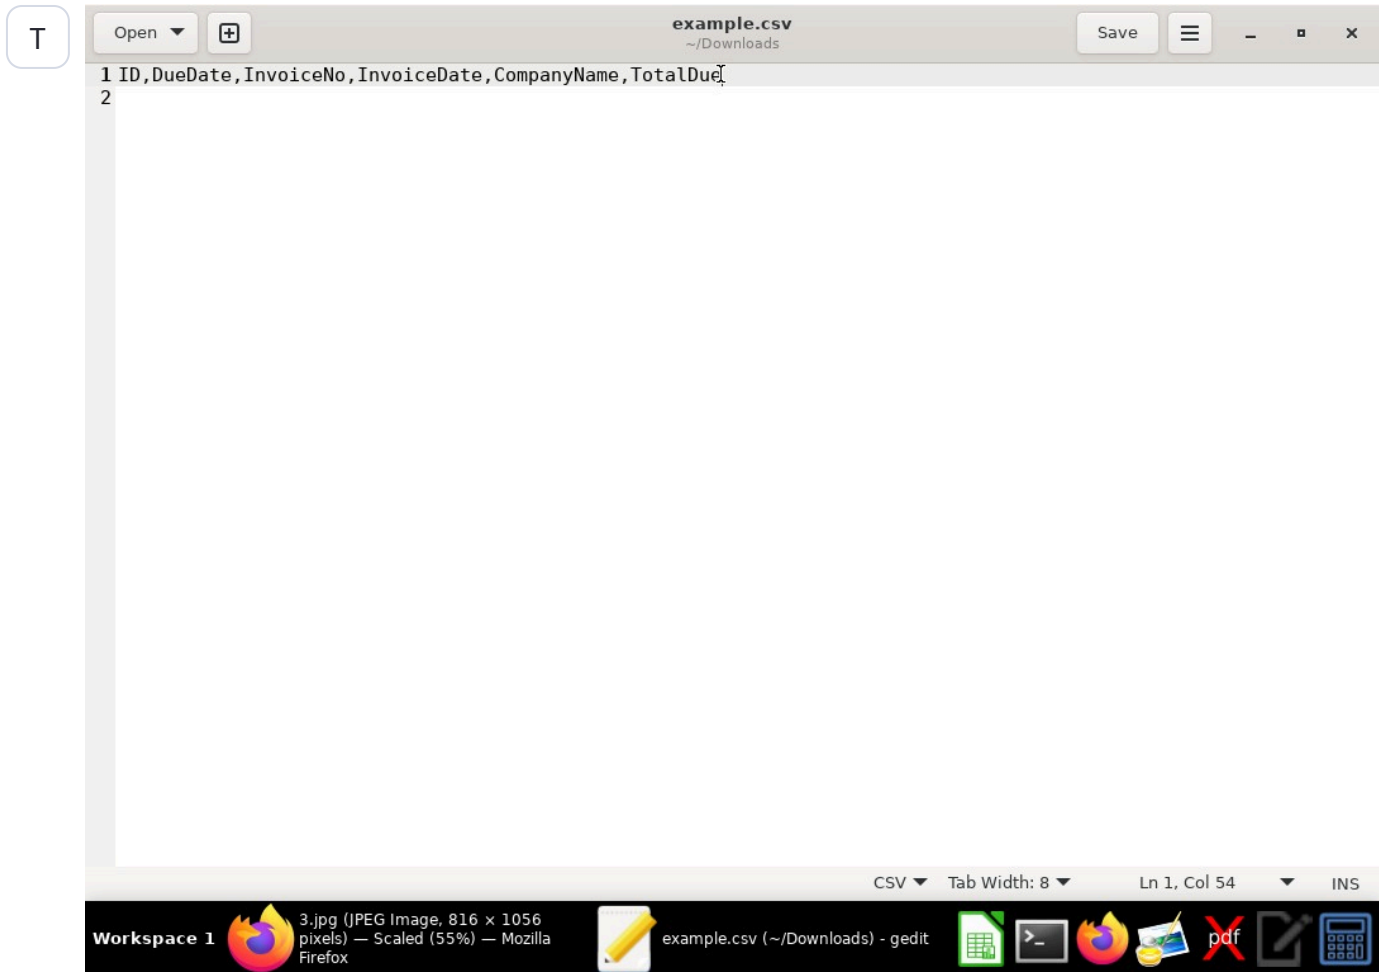 T
Open
example.csv
~/Downloads
Save
1 ID,DueDate,InvoiceNo,InvoiceDate,CompanyName,TotalDue
2
CSV
Tab Width: 8
Ln 1, Col 54
INS
Workspace 1
3.jpg (JPEG Image, 816 × 1056
pixels) — Scaled (55%) — Mozilla
Firefox
example.csv (~/Downloads) - gedit
pdf